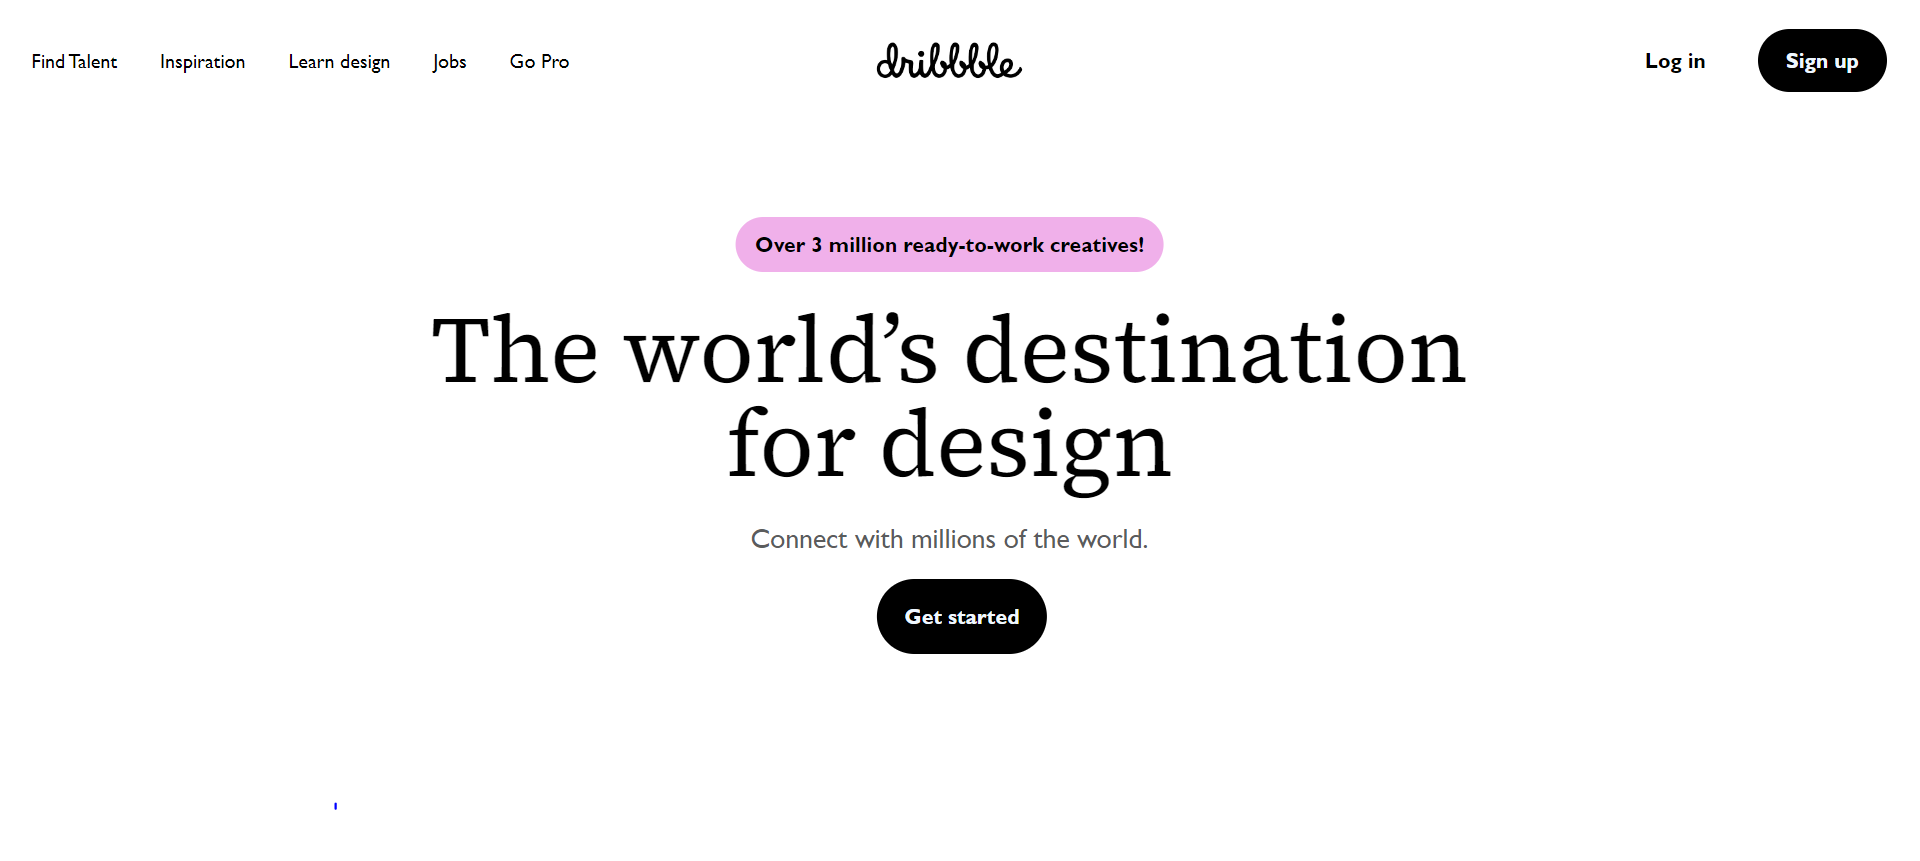 Find Talent
Inspiration
Learn design
Jobs
Go Pro
dribbble
Log in
Sign up
Over 3 million ready-to-work creatives!
The world’s destination
for design
Connect with millions of the world.
Get started